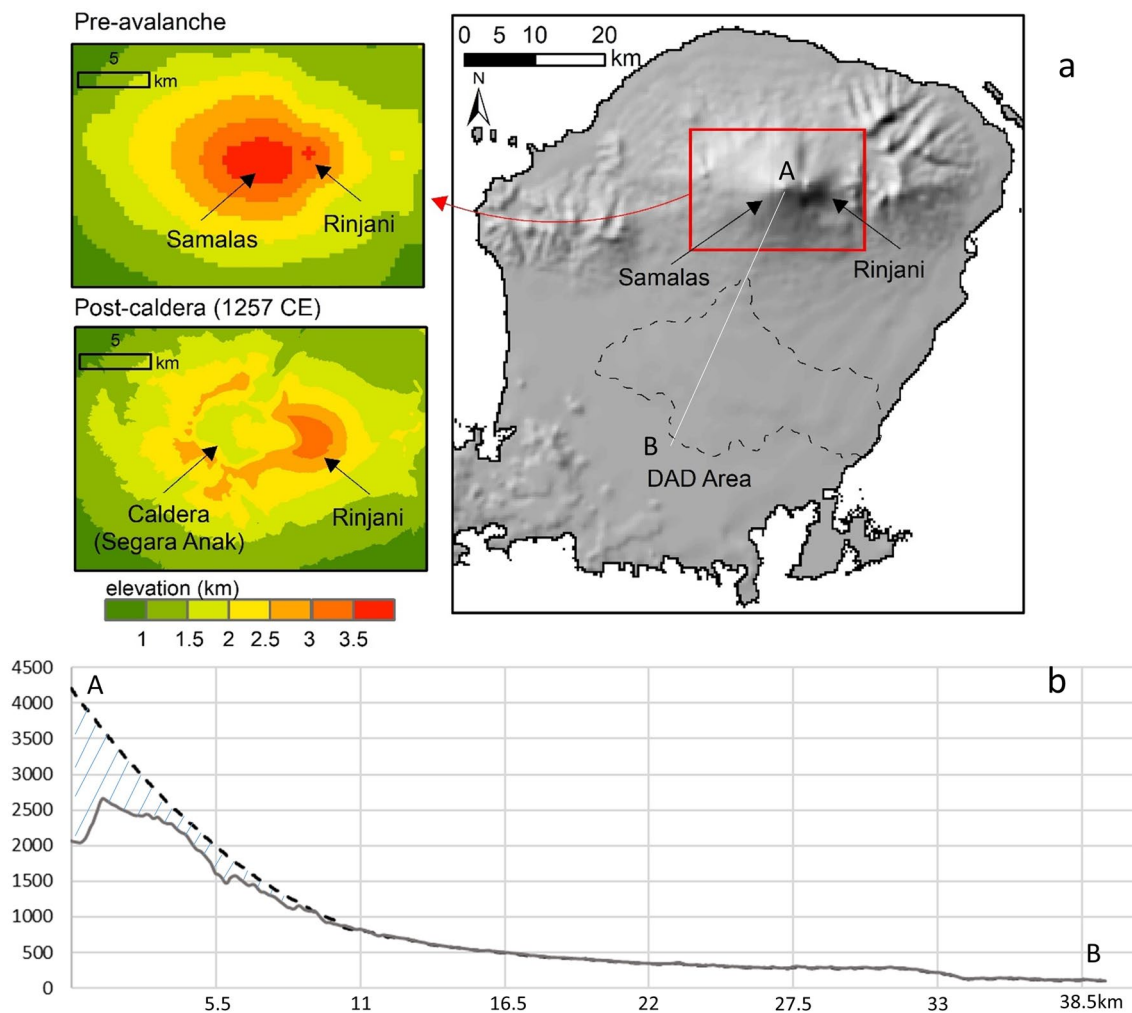 Pre-avalanche
5
km
Samalas
Rinjani
Post-caldera (1257 CE)
5
km
Caldera
(Segara Anak)
Rinjani
elevation (km)
1 1.5 2 2.5 3 3.5
0 5 10 20
km
N
a
A
Samalas
Rinjani
B
DAD Area
4500
4000
3500
3000
2500
2000
1500
1000
500
0
A
b
B
5.5 11 16.5 22 27.5 33 38.5km